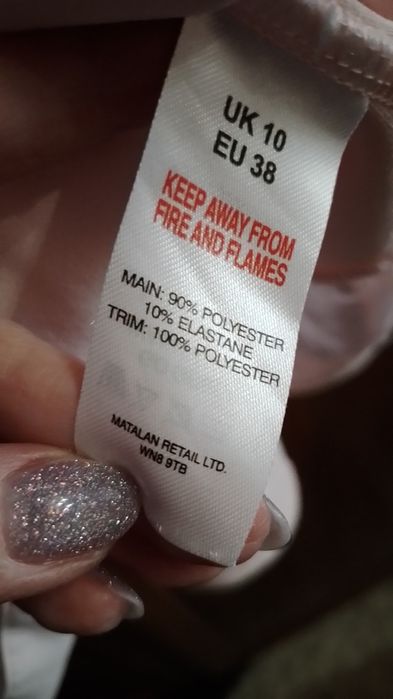 UK 10
EU 38
KEEP AWAY FROM
FIRE AND FLAMES
MAIN: 90% POLYESTER
10% ELASTANE
TRIM: 100% POLYESTER
MATALAN RETAIL LTD.
WN8 9TB